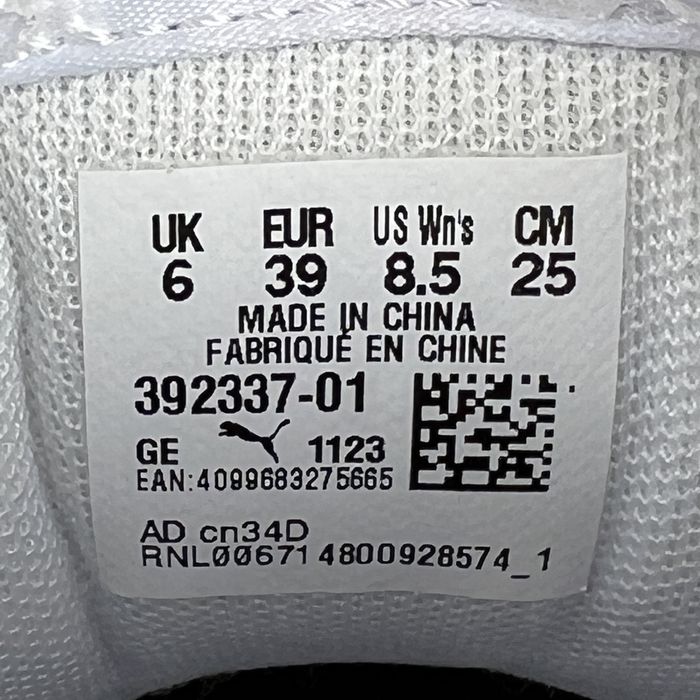 UK EUR US Wn's CM
6 39 8.5 25
MADE IN CHINA
FABRIQUÉ EN CHINE
392337-01
GE 1123
EAN:4099683275665
AD cn34D
RNL00671 4800928574_1